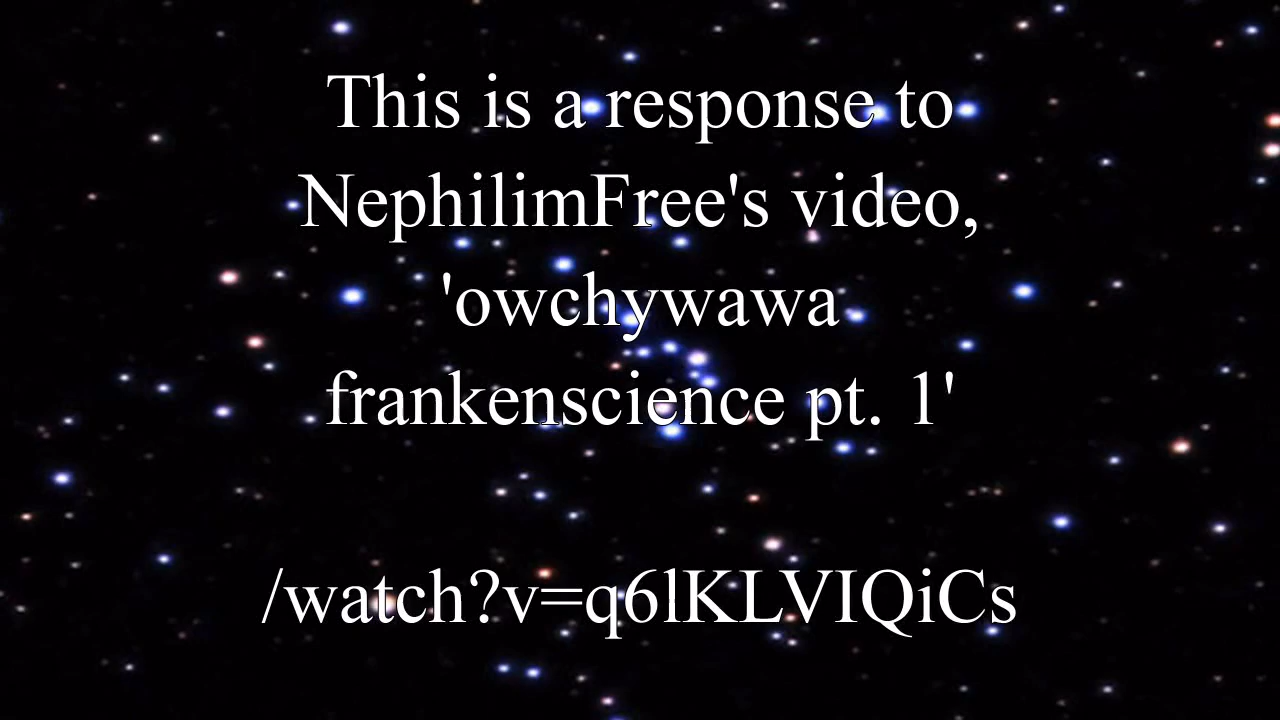 This is a response to
NephilimFree's video,
'owchywawa
frankenscience pt. 1'
/watch?v=q6lKLVIQiCs